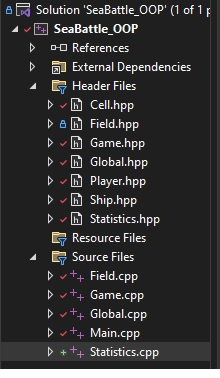 Solution 'SeaBattle_OOP' (1 of 1 p
SeaBattle_OOP
References
External Dependencies
Header Files
Cell.hpp
Field.hpp
Game.hpp
Global.hpp
Player.hpp
Ship.hpp
Statistics.hpp
Resource Files
Source Files
Field.cpp
Game.cpp
Global.cpp
Main.cpp
Statistics.cpp